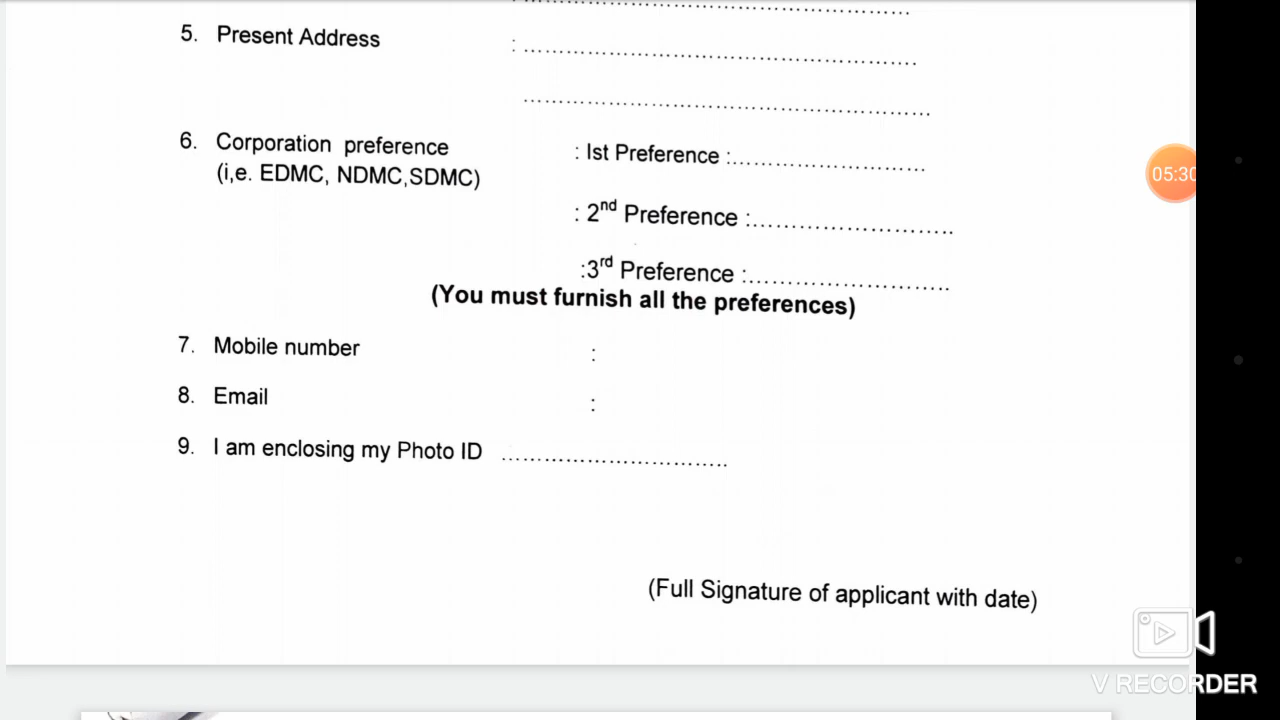 5. Present Address : ......................................................
......................................................
6. Corporation preference : Ist Preference :...........................
(i,e. EDMC, NDMC,SDMC)
: 2nd Preference :............................
:3rd Preference :............................
(You must furnish all the preferences)
7. Mobile number :
8. Email :
9. I am enclosing my Photo ID ................................
(Full Signature of applicant with date)
05:30
V RECORDER